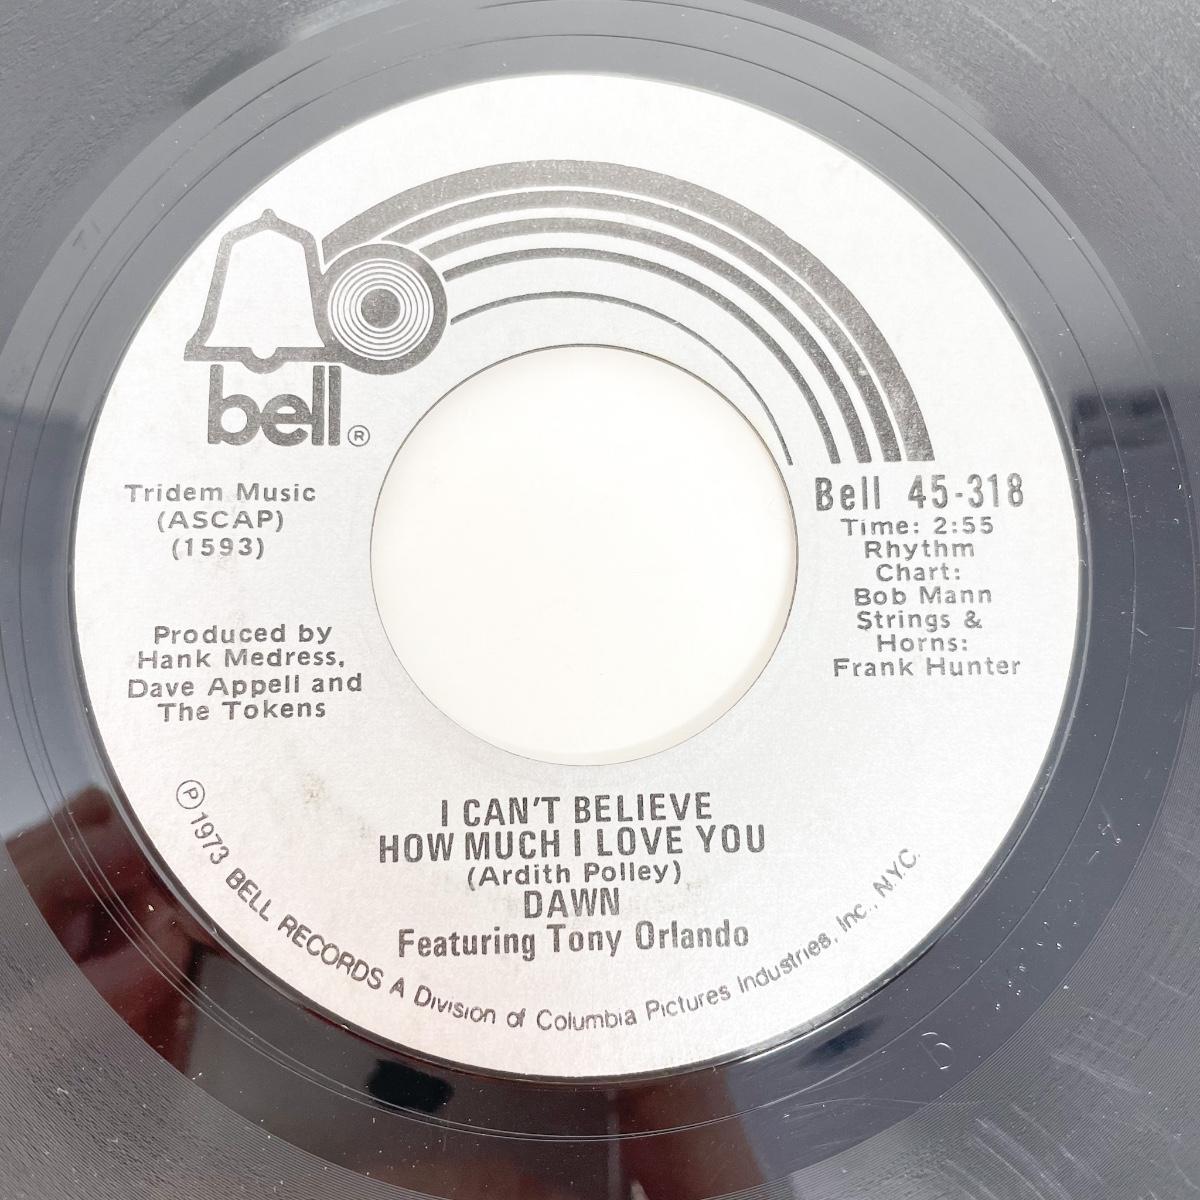 bell®
Tridem Music
(ASCAP)
(1593)
Produced by
Hank Medress,
Dave Appell and
The Tokens
Bell 45-318
Time: 2:55
Rhythm
Chart:
Bob Mann
Strings &
Horns:
Frank Hunter
I CAN'T BELIEVE
HOW MUCH I LOVE YOU
(Ardith Polley)
DAWN
Featuring Tony Orlando
℗1973 BELL RECORDS A Division of Columbia Pictures Industries, Inc., N.Y.C.